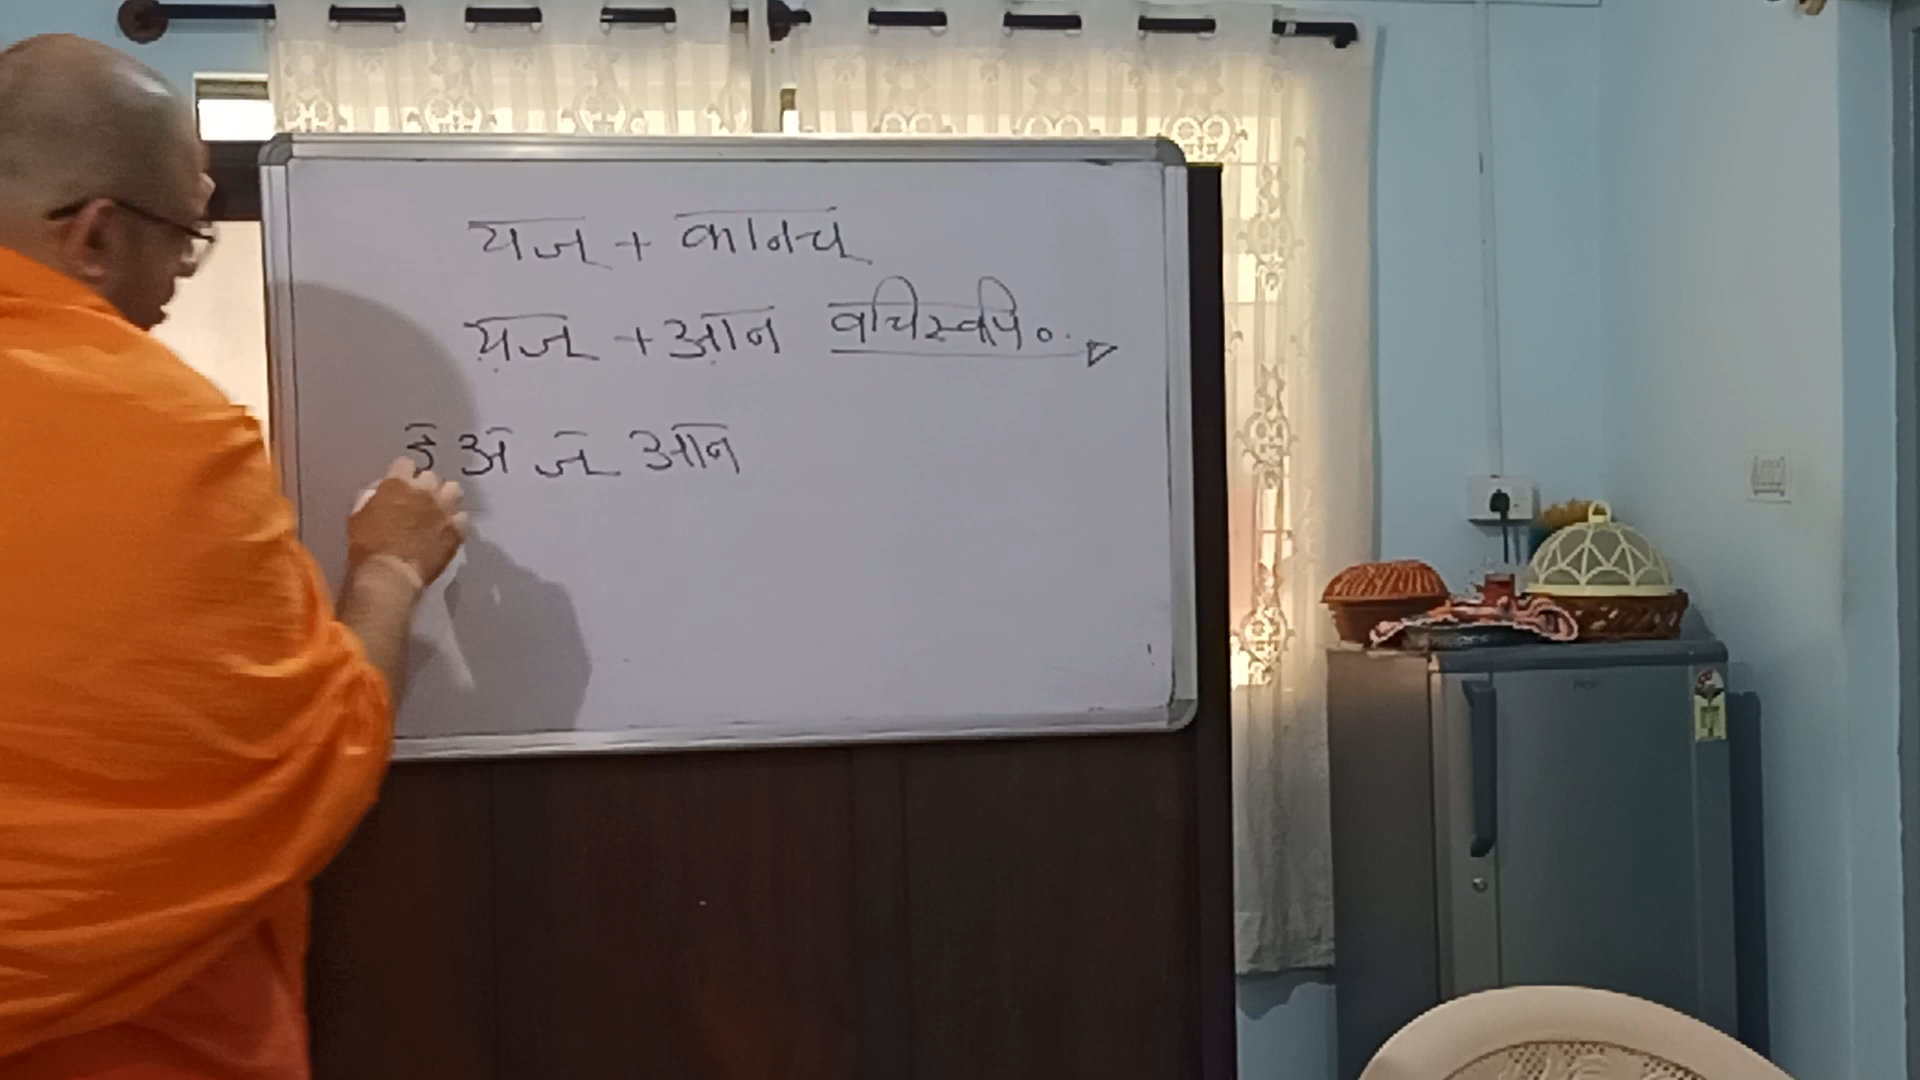 यज् + कानच्
यज् + आन वचिस्वपि०
इ अ ज् आन